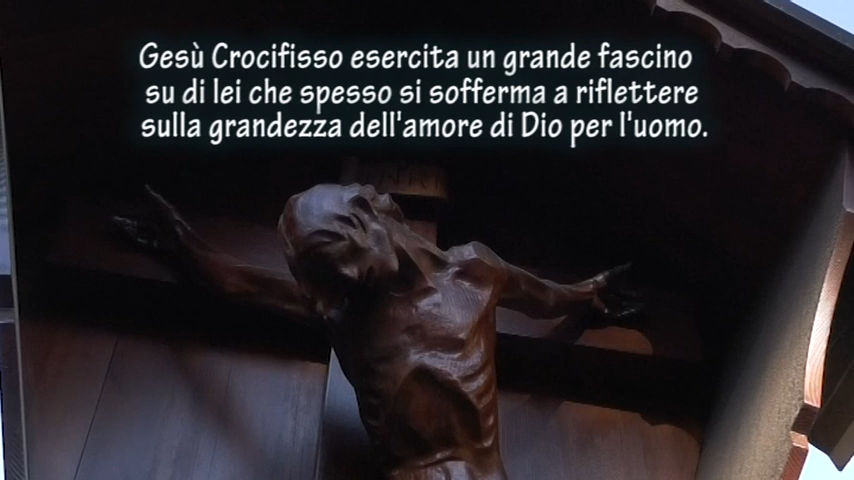 Gesù Crocifisso esercita un grande fascino
su di lei che spesso si sofferma a riflettere
sulla grandezza dell'amore di Dio per l'uomo.